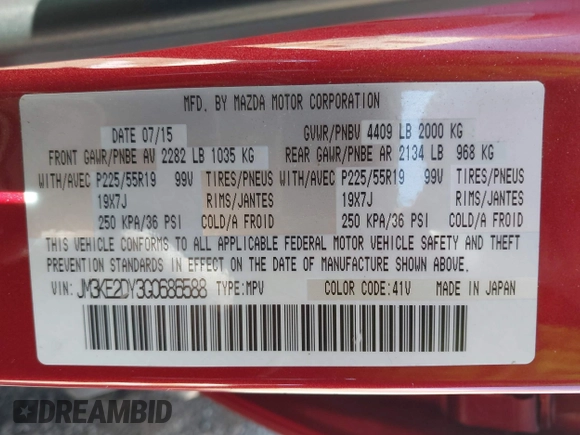 MFD. BY MAZDA MOTOR CORPORATION
DATE 07/15 GVWR/PNBV 4409 LB 2000 KG
FRONT GAWR/PNBE AV 2282 LB 1035 KG REAR GAWR/PNBE AR 2134 LB 968 KG
WITH/AVEC P225/55R19 99V TIRES/PNEUS WITH/AVEC P225/55R19 99V TIRES/PNEUS
19X7J RIMS/JANTES 19X7J RIMS/JANTES
250 KPA/36 PSI COLD/A FROID 250 KPA/36 PSI COLD/A FROID
THIS VEHICLE CONFORMS TO ALL APPLICABLE FEDERAL MOTOR VEHICLE SAFETY AND THEFT
PREVENTION STANDARDS IN EFFECT ON THE DATE OF MANUFACTURE SHOWN ABOVE.
VIN: JM3KE2DY3G0686588 TYPE:MPV COLOR CODE:41V MADE IN JAPAN
DREAMBID